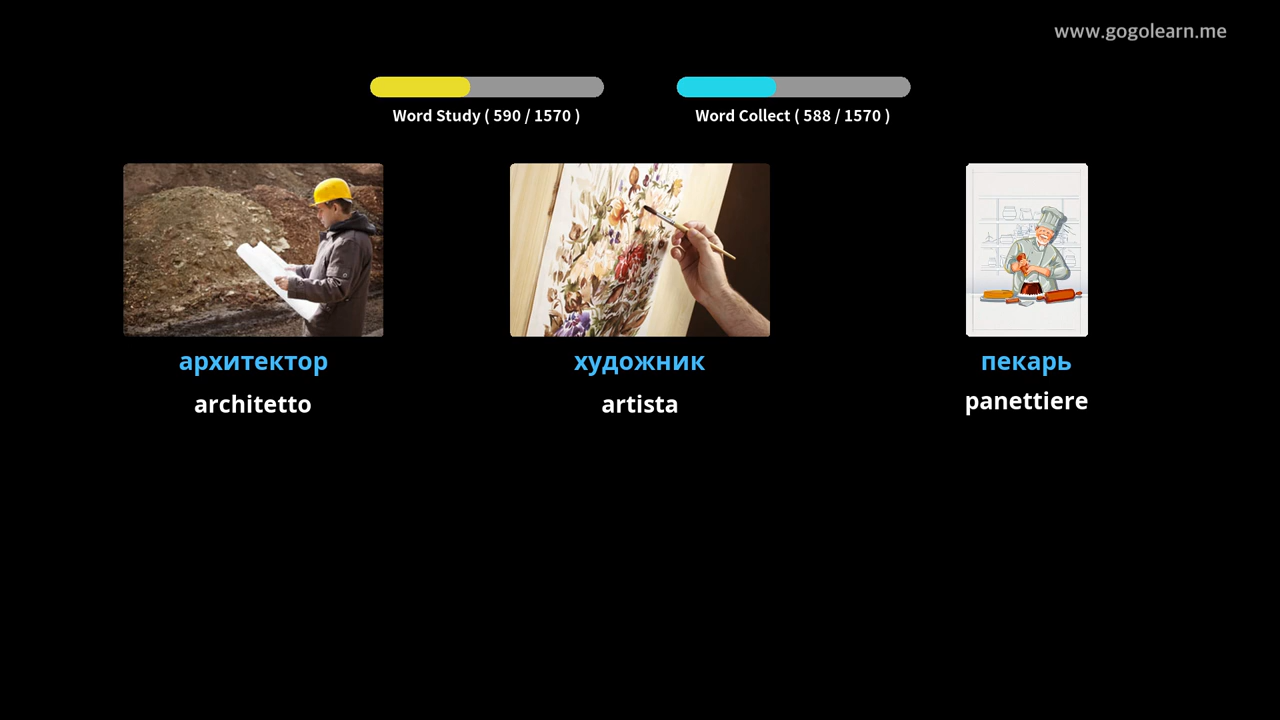 www.gogolearn.me
Word Study ( 590 / 1570 )
Word Collect ( 588 / 1570 )
архитектор
художник
пекарь
architetto
artista
panettiere